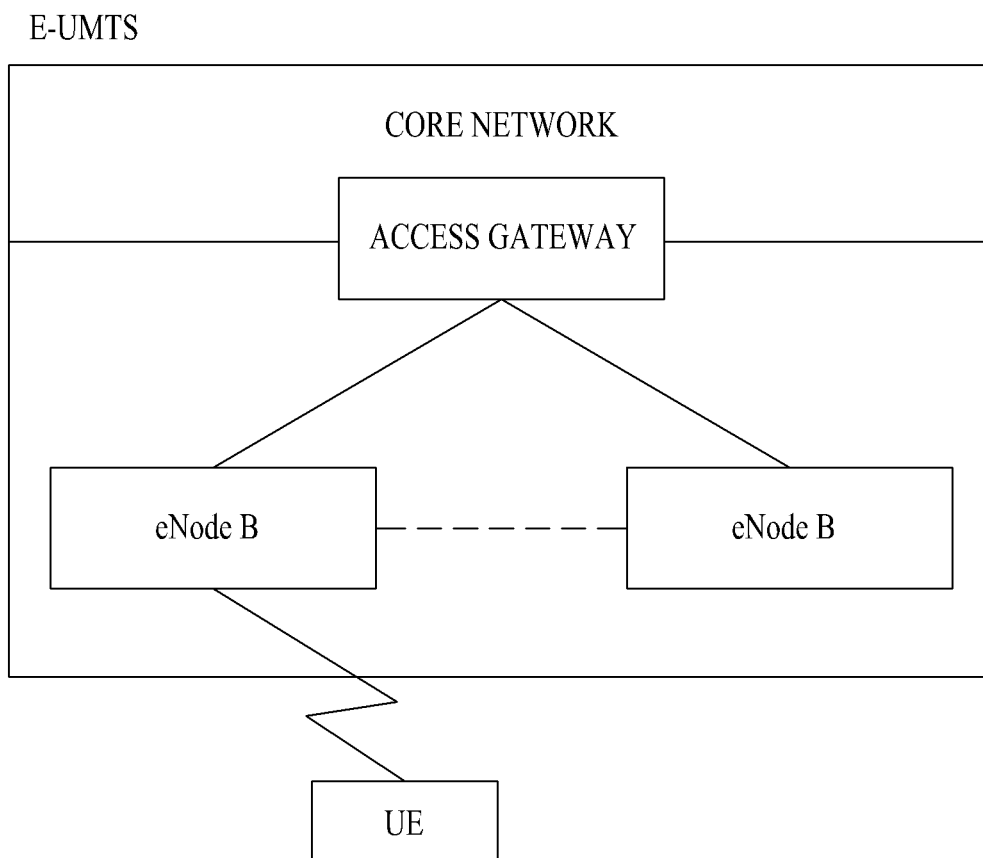 E-UMTS
CORE NETWORK
ACCESS GATEWAY
eNode B
eNode B
UE